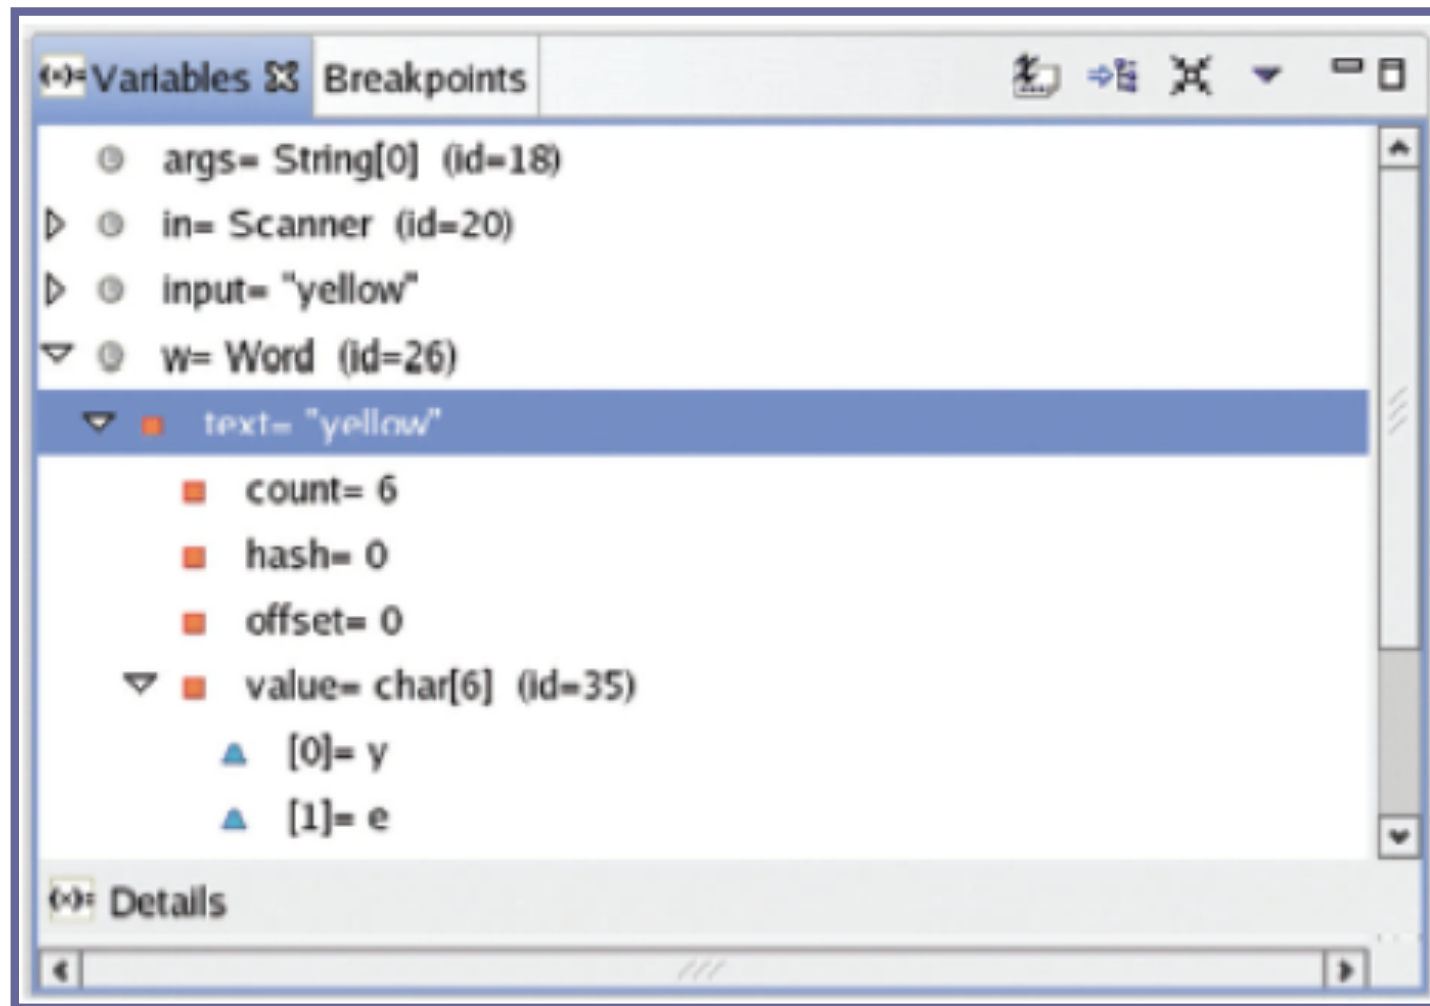 (x)= Variables Breakpoints
args= String[0] (id=18)
in= Scanner (id=20)
input= "yellow"
w= Word (id=26)
text= "yellow"
count= 6
hash= 0
offset= 0
value= char[6] (id=35)
[0]= y
[1]= e
(x)= Details